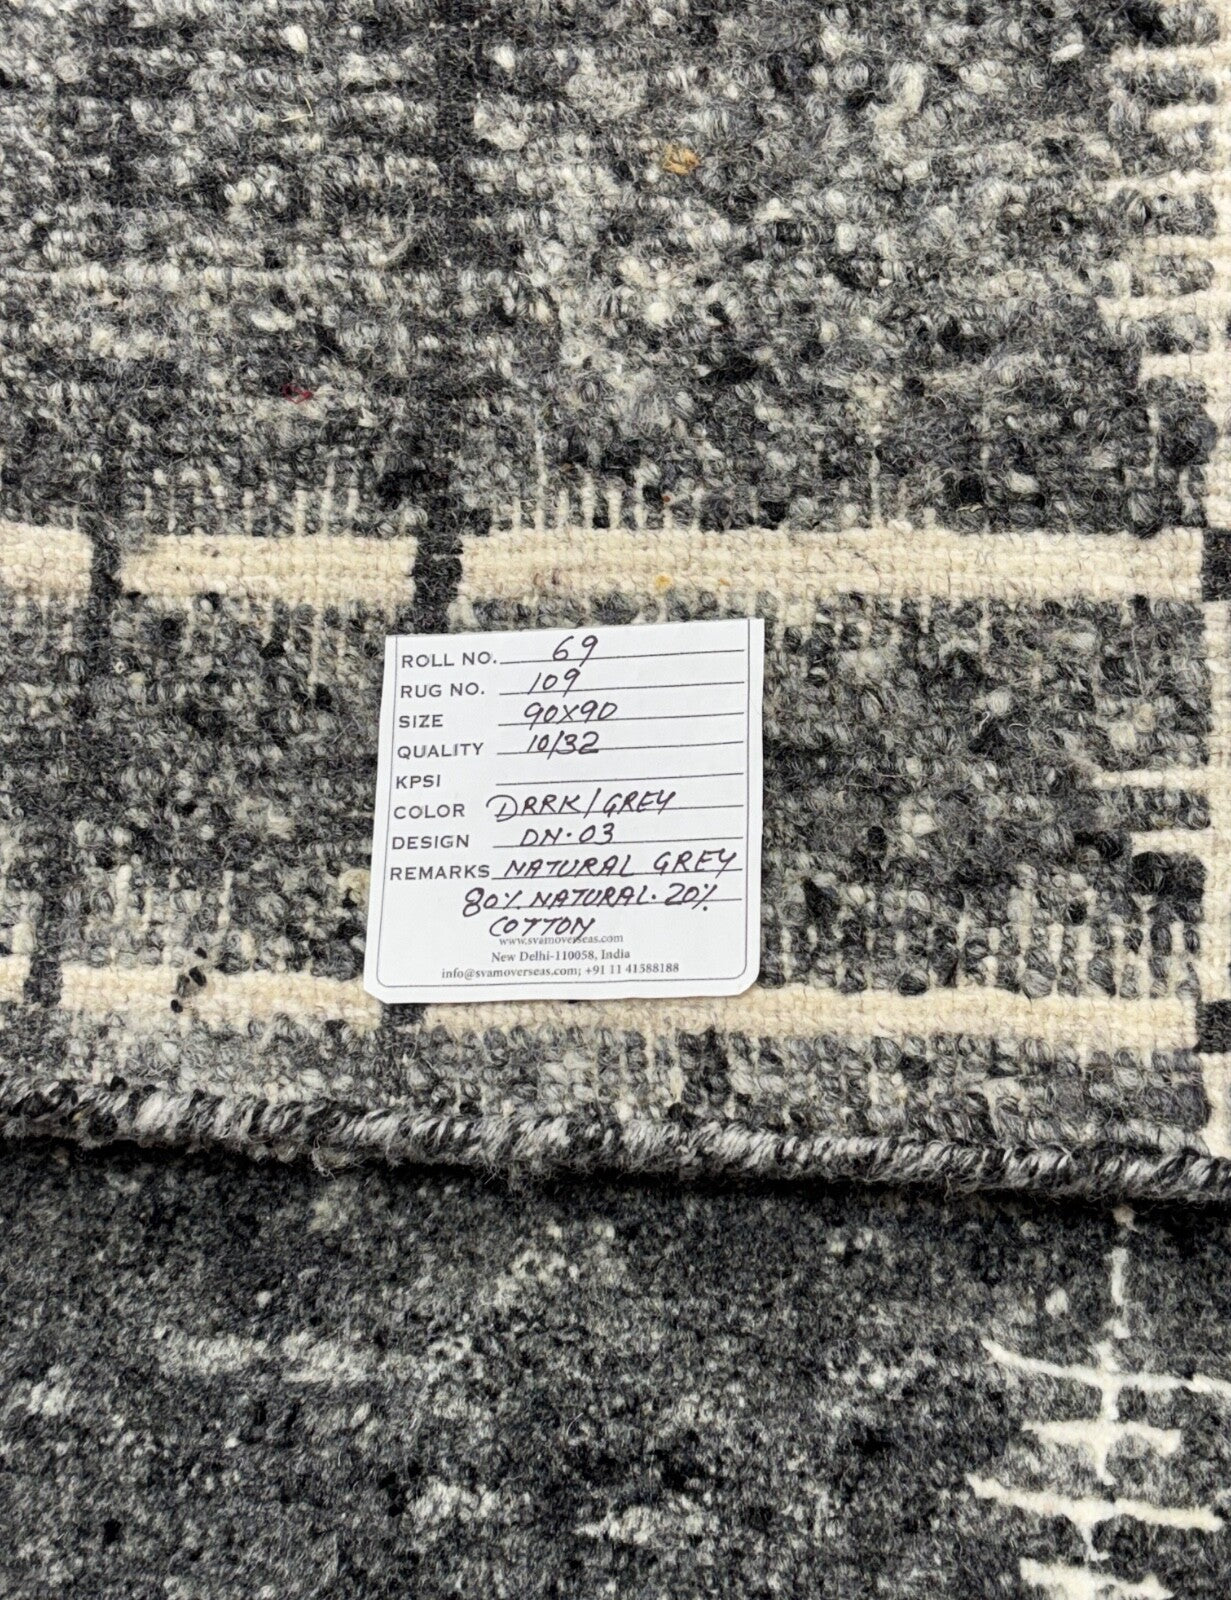 ROLL NO. 69
RUG NO. 109
SIZE 90X90
QUALITY 10/32
KPSI
COLOR DRRK/GREY
DESIGN DN·03
REMARKS NATURAL GREY
80% NATURAL. 20%
COTTON
www.svamoverseas.com
New Delhi-110058, India
info@svamoverseas.com; +91 11 41588188